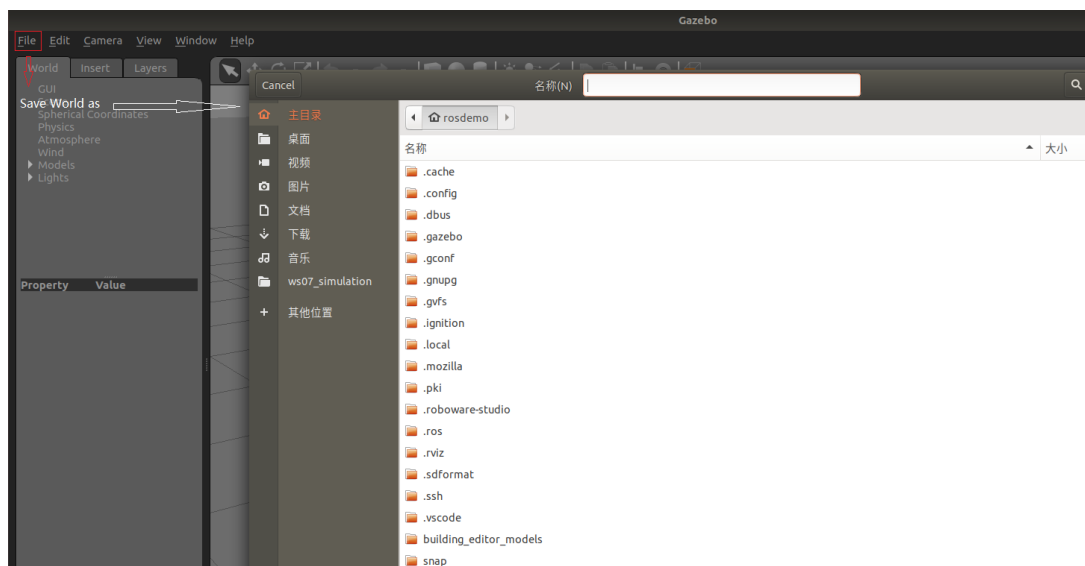 Gazebo
File Edit Camera View Window Help
World Insert Layers
GUI
Save World as
Spherical Coordinates
Physics
Atmosphere
Wind
Models
Lights
Property Value
Cancel 名称(N)
主目录
桌面
视频
图片
文档
下载
音乐
ws07_simulation
+ 其他位置
rosdemo
名称 大小
.cache
.config
.dbus
.gazebo
.gconf
.gnupg
.gvfs
.ignition
.local
.mozilla
.pki
.roboware-studio
.ros
.rviz
.sdformat
.ssh
.vscode
building_editor_models
snap